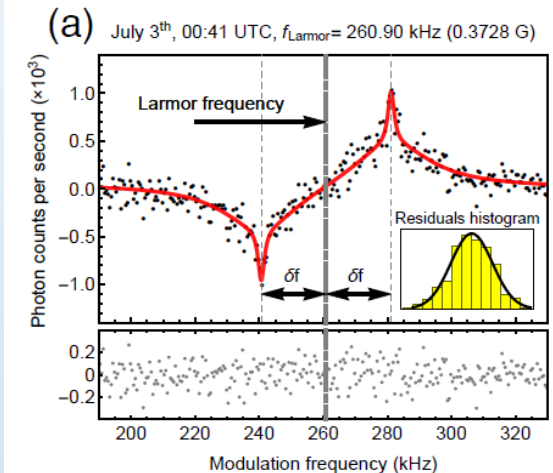 (a) July 3th, 00:41 UTC, fLarmor= 260.90 kHz (0.3728 G)
Photon counts per second (×10³)
1.0
0.5
0.0
−0.5
−1.0
Larmor frequency
Residuals histogram
δf δf
0.2
0
−0.2
200 220 240 260 280 300 320
Modulation frequency (kHz)